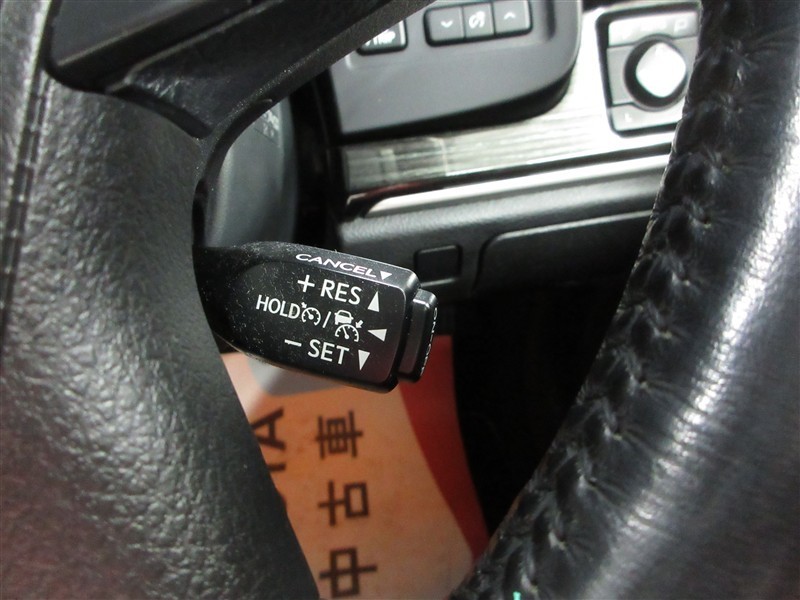 CANCEL▼
+ RES ▲
HOLD / ◀
− SET ▼
中古車